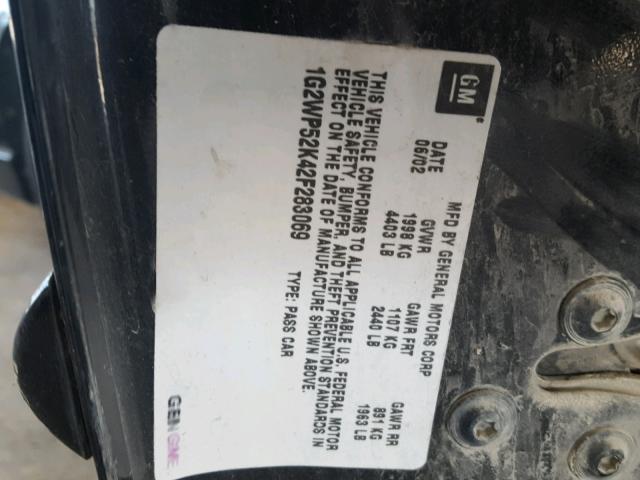 GM
MFD BY GENERAL MOTORS CORP
DATE GVWR GAWR FRT GAWR RR
06/02 1998 KG 1107 KG 891 KG
4403 LB 2440 LB 1963 LB
THIS VEHICLE CONFORMS TO ALL APPLICABLE U.S. FEDERAL MOTOR
VEHICLE SAFETY, BUMPER, AND THEFT PREVENTION STANDARDS IN
EFFECT ON THE DATE OF MANUFACTURE SHOWN ABOVE.
1G2WP52K42F283069 TYPE: PASS CAR